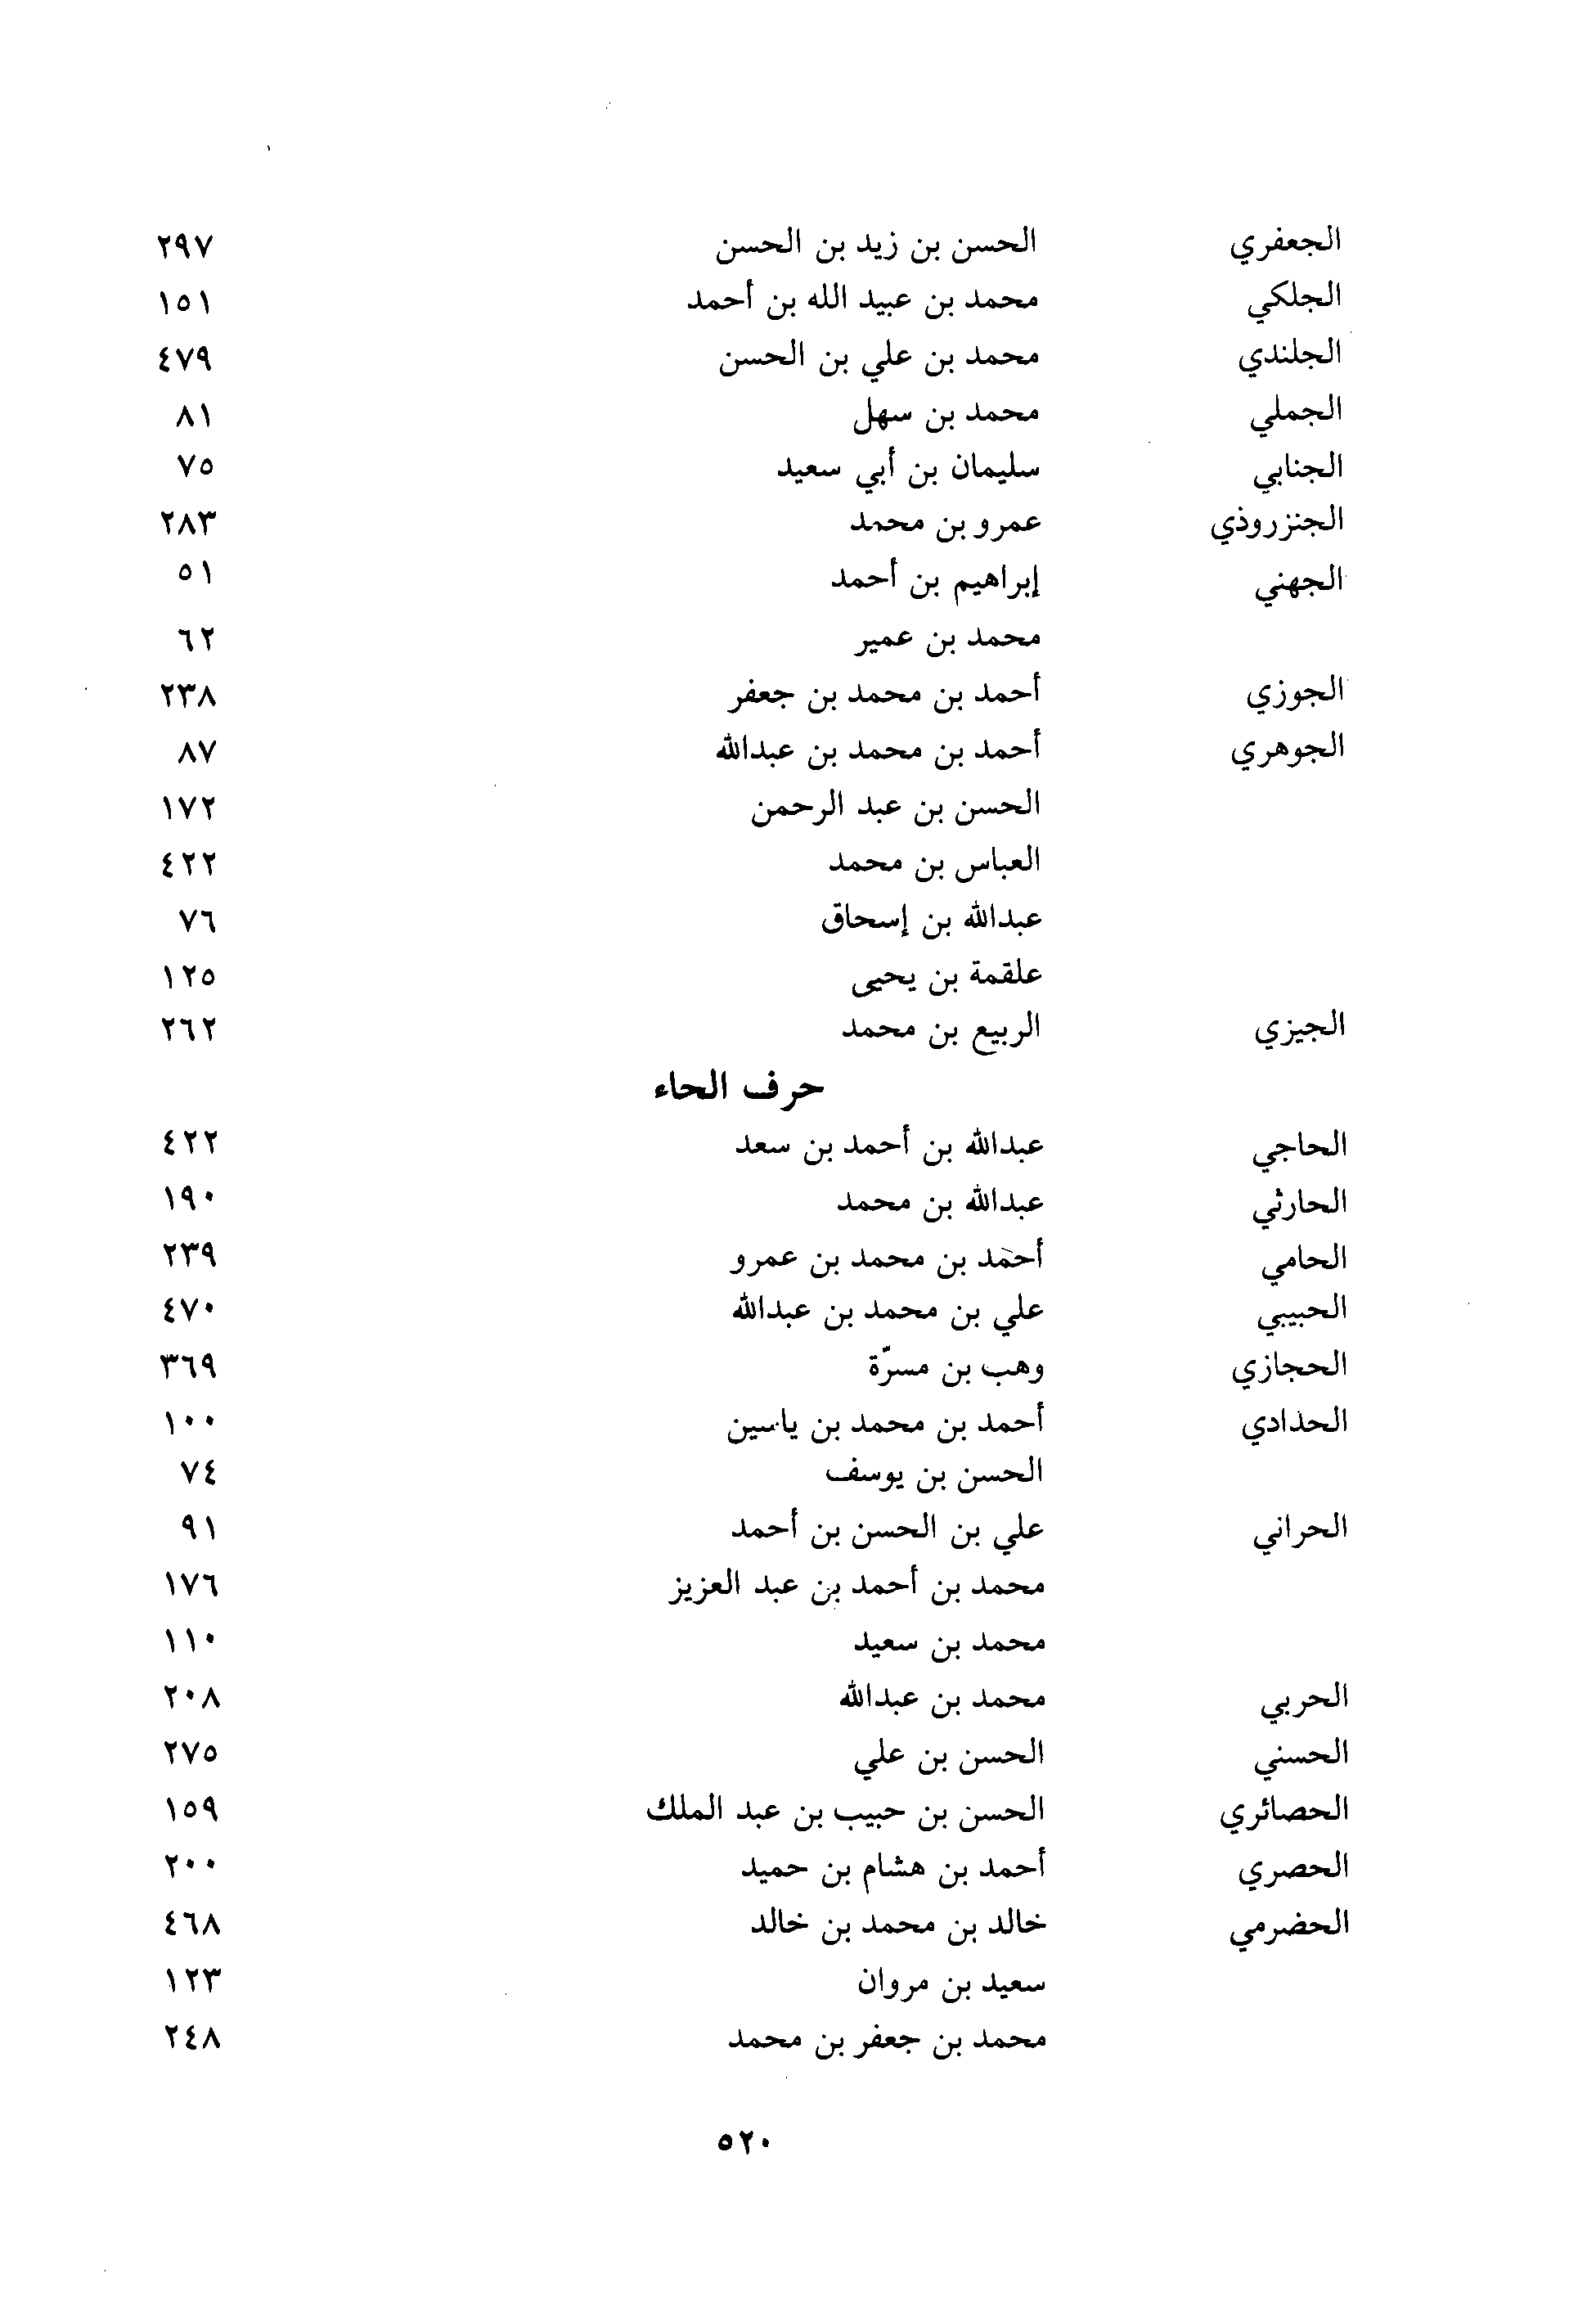 الجعفري الحسن بن زيد بن الحسن ٢٩٧
الجلكي محمد بن عبيد الله بن أحمد ١٥١
الجلندي محمد بن علي بن الحسن ٤٧٩
الجملي محمد بن سهل ٨١
الجنابي سليمان بن أبي سعيد ٧٥
الجنزروذي عمرو بن محمد ٢٨٣
الجهني إبراهيم بن أحمد ٥١
محمد بن عمير ٦٢
الجوزي أحمد بن محمد بن جعفر ٢٣٨
الجوهري أحمد بن محمد بن عبدالله ٨٧
الحسن بن عبد الرحمن ١٧٢
العباس بن محمد ٤٢٢
عبدالله بن إسحاق ٧٦
علقمة بن يحيى ١٢٥
الجيزي الربيع بن محمد ٢٦٢
حرف الحاء
الحاجي عبدالله بن أحمد بن سعد ٤٢٢
الحارثي عبدالله بن محمد ١٩٠
الحامي أحمد بن محمد بن عمرو ٢٣٩
الحبيبي علي بن محمد بن عبدالله ٤٧٠
الحجازي وهب بن مسرّة ٣٦٩
الحدادي أحمد بن محمد بن ياسين ١٠٠
الحسن بن يوسف ٧٤
الحراني علي بن الحسن بن أحمد ٩١
محمد بن أحمد بن عبد العزيز ١٧٦
محمد بن سعيد ١١٠
الحربي محمد بن عبدالله ٢٠٨
الحسني الحسن بن علي ٢٧٥
الحصائري الحسن بن حبيب بن عبد الملك ١٥٩
الحصري أحمد بن هشام بن حميد ٢٠٠
الحضرمي خالد بن محمد بن خالد ٤٦٨
سعيد بن مروان ١٢٣
محمد بن جعفر بن محمد ٢٤٨
٥٢٠